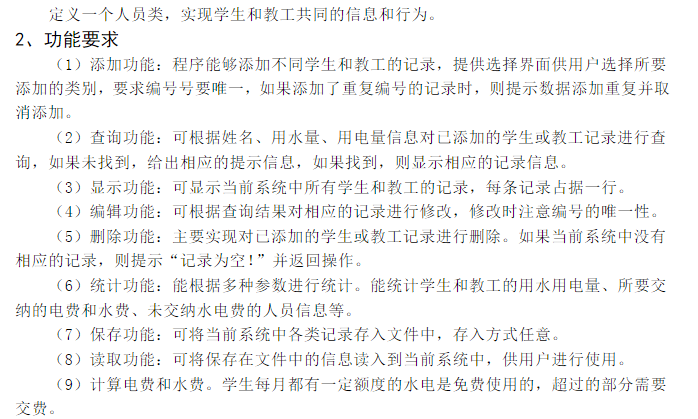 定义一个人员类，实现学生和教工共同的信息和行为。
2、功能要求
（1）添加功能：程序能够添加不同学生和教工的记录，提供选择界面供用户选择所要
添加的类别，要求编号号要唯一，如果添加了重复编号的记录时，则提示数据添加重复并取
消添加。
（2）查询功能：可根据姓名、用水量、用电量信息对已添加的学生或教工记录进行查
询，如果未找到，给出相应的提示信息，如果找到，则显示相应的记录信息。
（3）显示功能：可显示当前系统中所有学生和教工的记录，每条记录占据一行。
（4）编辑功能：可根据查询结果对相应的记录进行修改，修改时注意编号的唯一性。
（5）删除功能：主要实现对已添加的学生或教工记录进行删除。如果当前系统中没有
相应的记录，则提示“记录为空！”并返回操作。
（6）统计功能：能根据多种参数进行统计。能统计学生和教工的用水用电量、所要交
纳的电费和水费、未交纳水电费的人员信息等。
（7）保存功能：可将当前系统中各类记录存入文件中，存入方式任意。
（8）读取功能：可将保存在文件中的信息读入到当前系统中，供用户进行使用。
（9）计算电费和水费。学生每月都有一定额度的水电是免费使用的，超过的部分需要
交费。